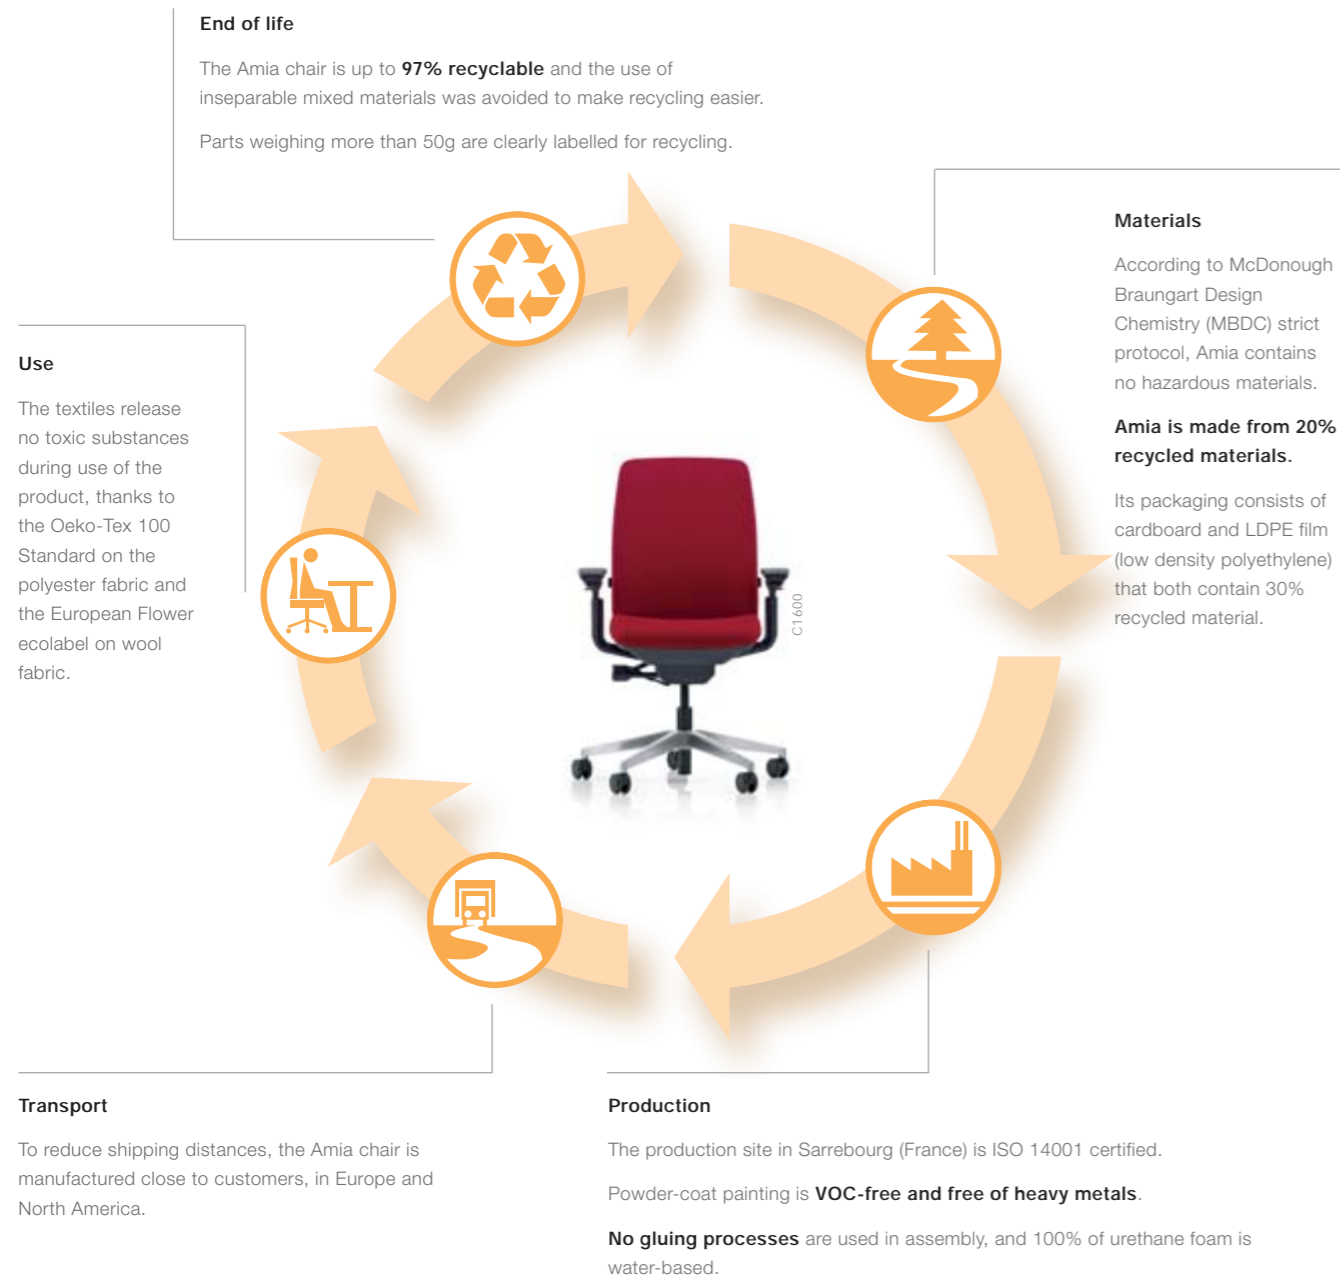 End of life
The Amia chair is up to 97% recyclable and the use of
inseparable mixed materials was avoided to make recycling easier.
Parts weighing more than 50g are clearly labelled for recycling.
Materials
According to McDonough
Braungart Design
Chemistry (MBDC) strict
protocol, Amia contains
no hazardous materials.
Amia is made from 20%
recycled materials.
Its packaging consists of
cardboard and LDPE film
(low density polyethylene)
that both contain 30%
recycled material.
Use
The textiles release
no toxic substances
during use of the
product, thanks to
the Oeko-Tex 100
Standard on the
polyester fabric and
the European Flower
ecolabel on wool
fabric.
C1600
Transport
To reduce shipping distances, the Amia chair is
manufactured close to customers, in Europe and
North America.
Production
The production site in Sarrebourg (France) is ISO 14001 certified.
Powder-coat painting is VOC-free and free of heavy metals.
No gluing processes are used in assembly, and 100% of urethane foam is
water-based.